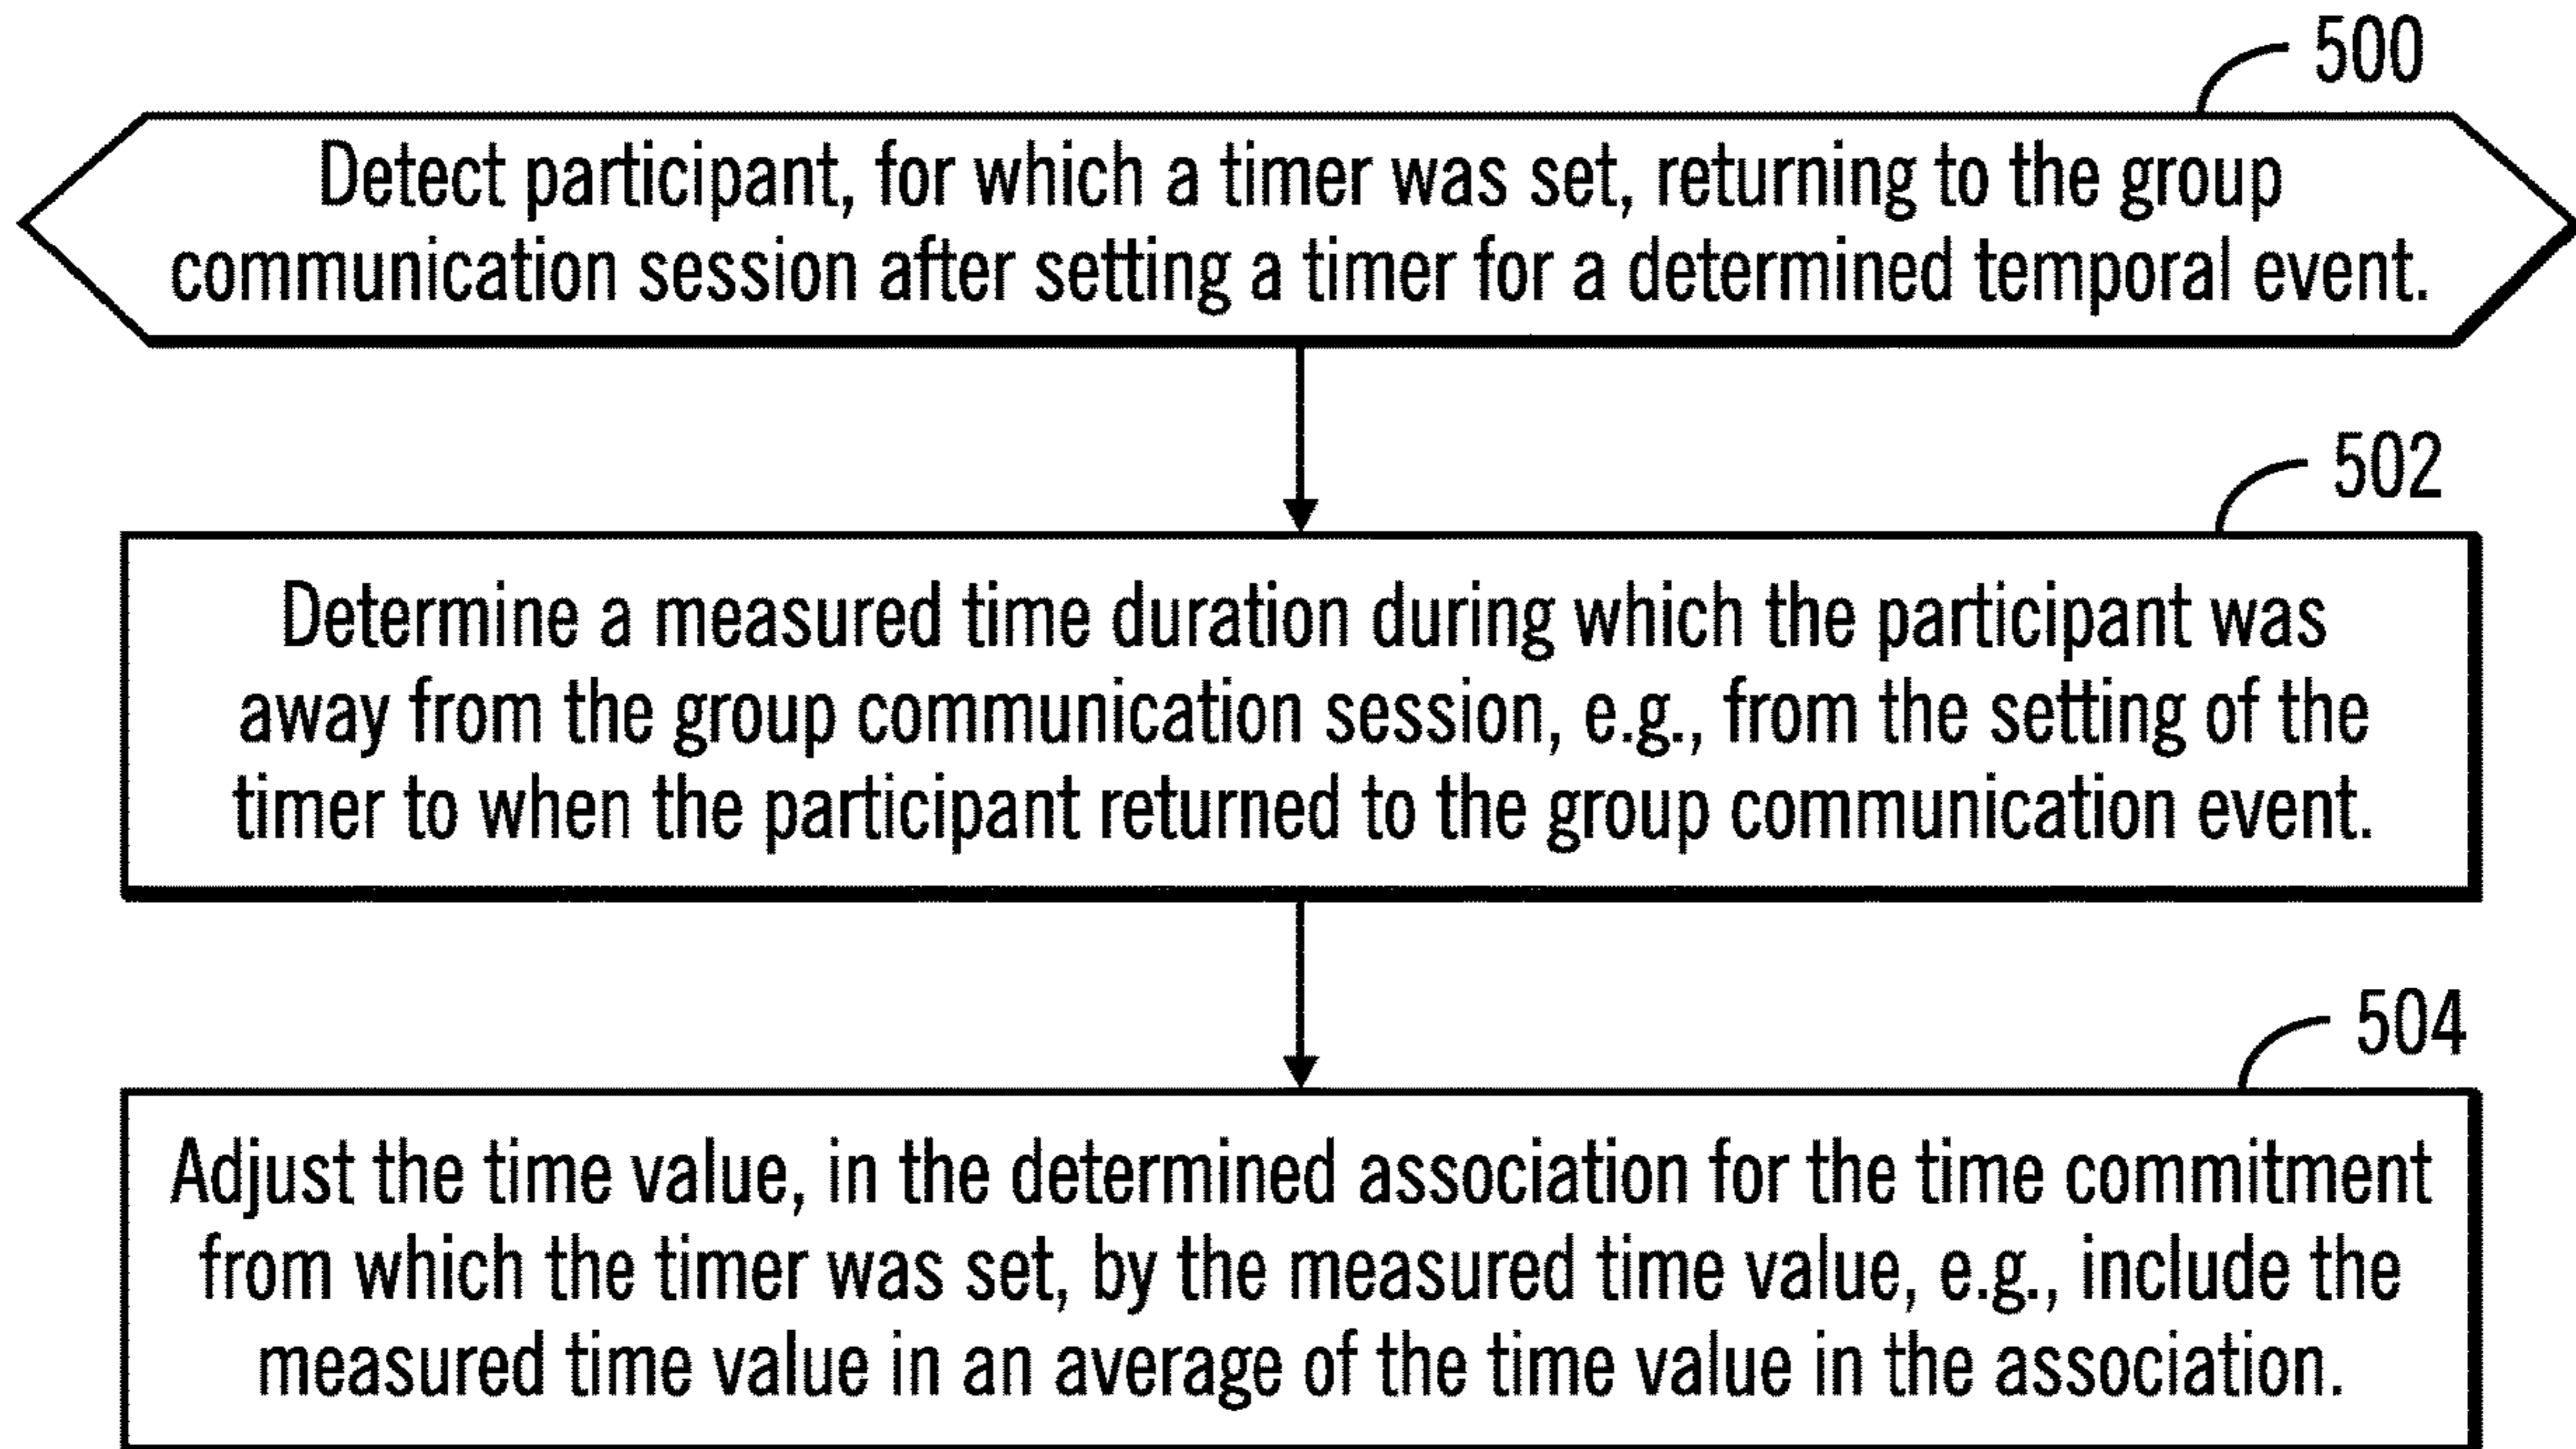 500
Detect participant, for which a timer was set, returning to the group
communication session after setting a timer for a determined temporal event.
502
Determine a measured time duration during which the participant was
away from the group communication session, e.g., from the setting of the
timer to when the participant returned to the group communication event.
504
Adjust the time value, in the determined association for the time commitment
from which the timer was set, by the measured time value, e.g., include the
measured time value in an average of the time value in the association.